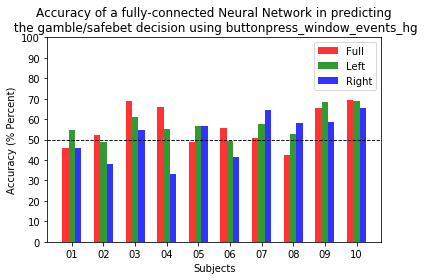 Accuracy of a fully-connected Neural Network in predicting
the gamble/safebet decision using buttonpress_window_events_hg
100
90
80
70
60
50
40
30
20
10
0
Accuracy (% Percent)
Full
Left
Right
01 02 03 04 05 06 07 08 09 10
Subjects